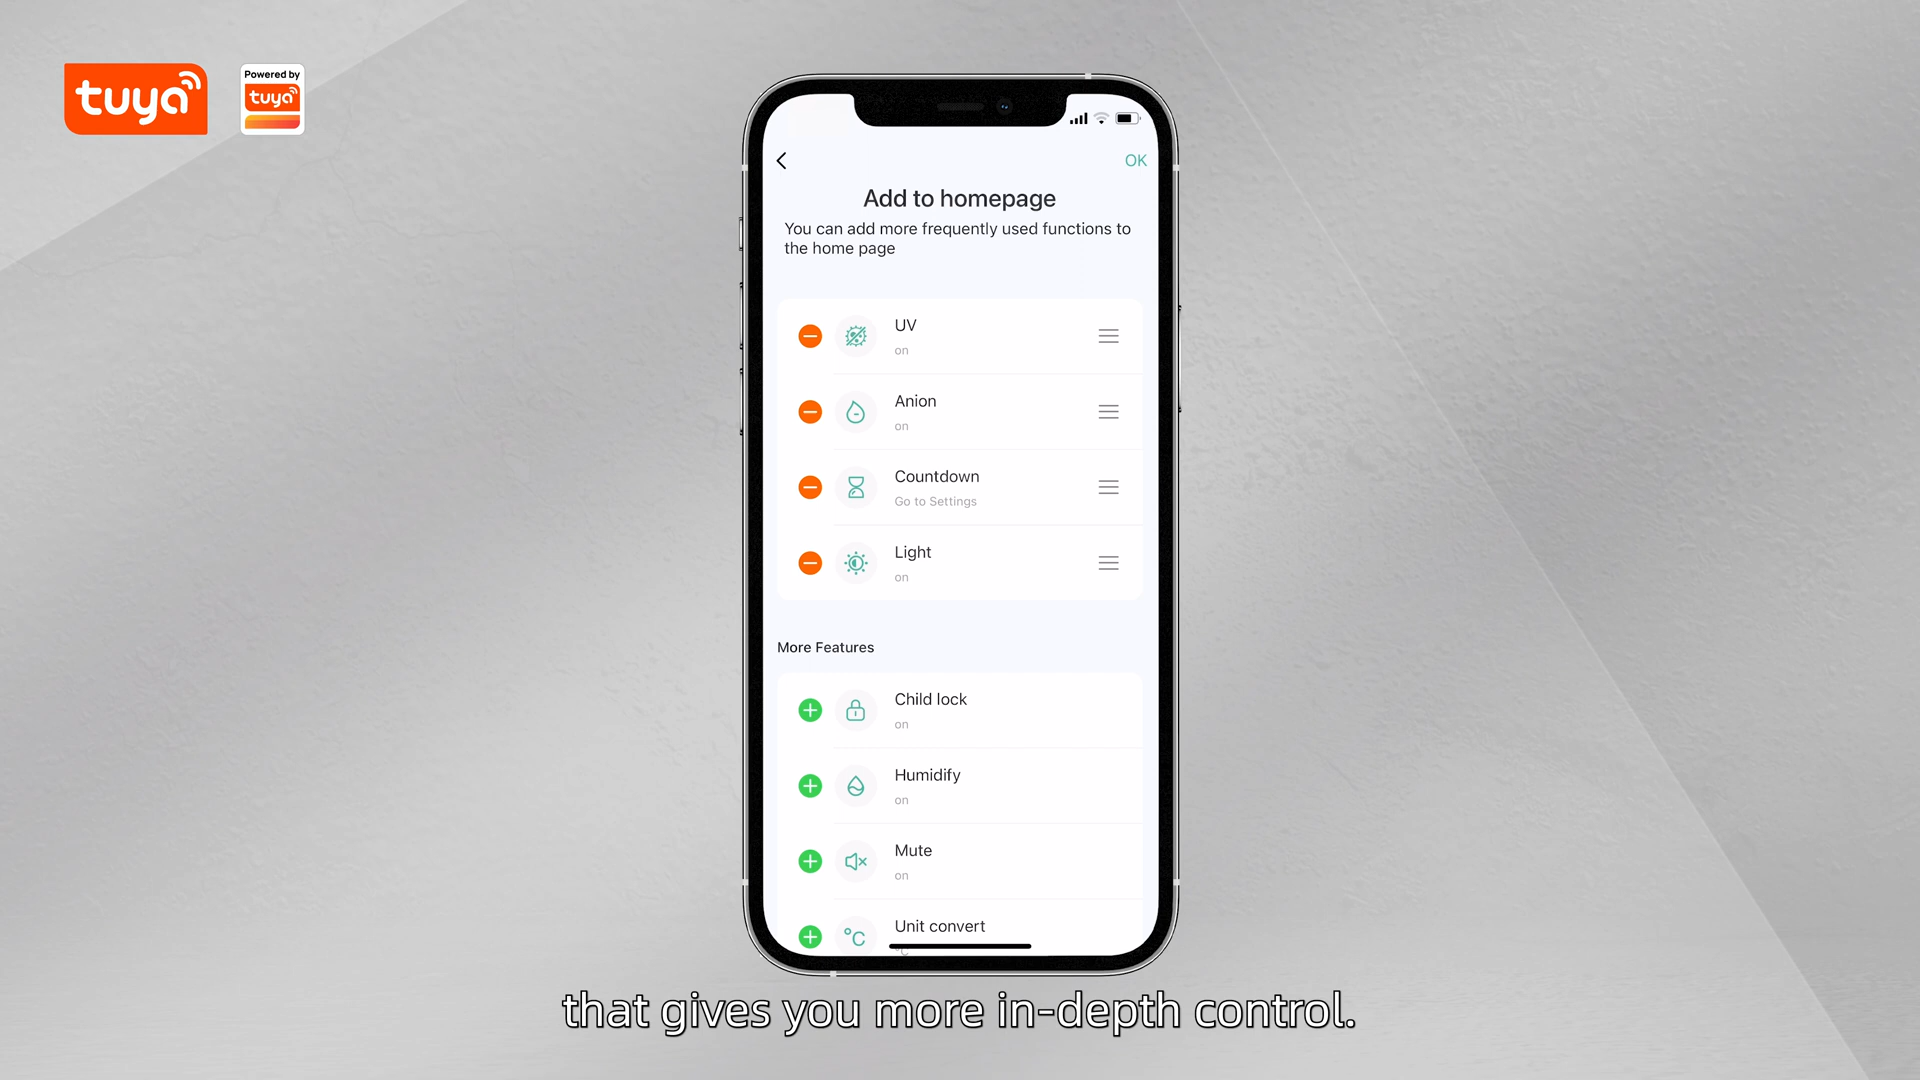 tuya
Powered by
tuya
OK
Add to homepage
You can add more frequently used functions to
the home page
UV
on
Anion
on
Countdown
Go to Settings
Light
on
More Features
Child lock
on
Humidify
on
Mute
on
°C
Unit convert
°C
that gives you more in-depth control.